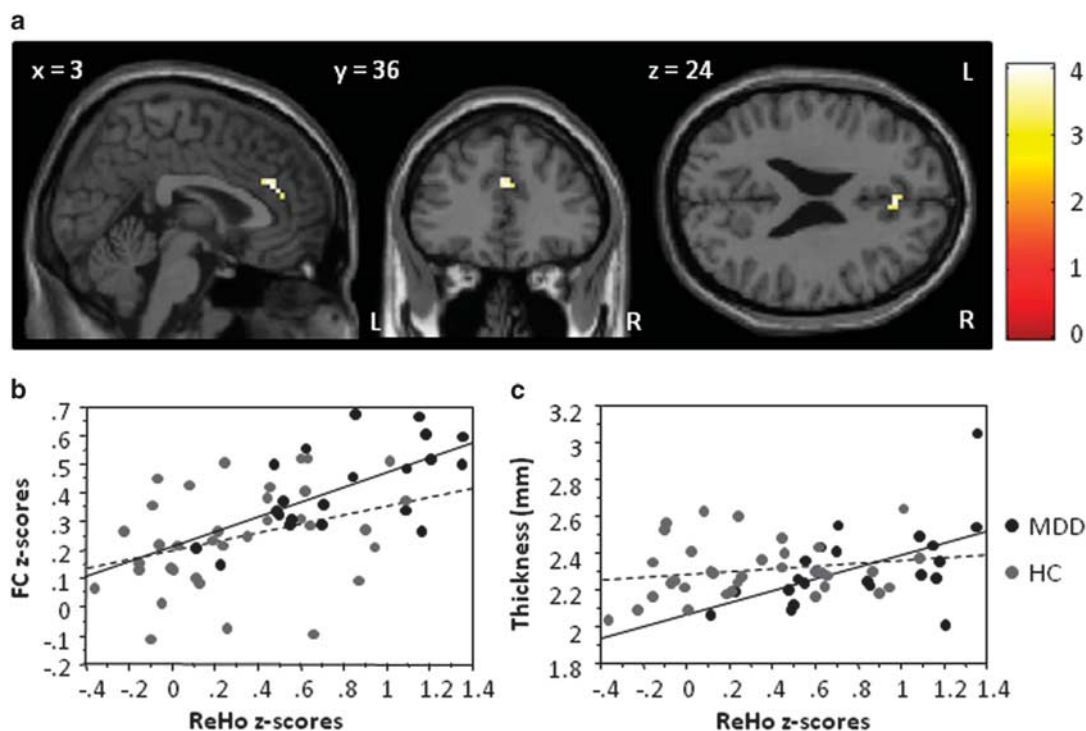 a
x = 3
y = 36
z = 24
L
L
R
R
4
3
2
1
0
b
.7
.6
.5
.4
.3
.2
.1
0
-.1
-.2
FC z-scores
-.4 -.2 0 .2 .4 .6 .8 1 1.2 1.4
ReHo z-scores
c
3.2
3
2.8
2.6
2.4
2.2
2
1.8
Thickness (mm)
-.4 -.2 0 .2 .4 .6 .8 1 1.2 1.4
ReHo z-scores
MDD
HC